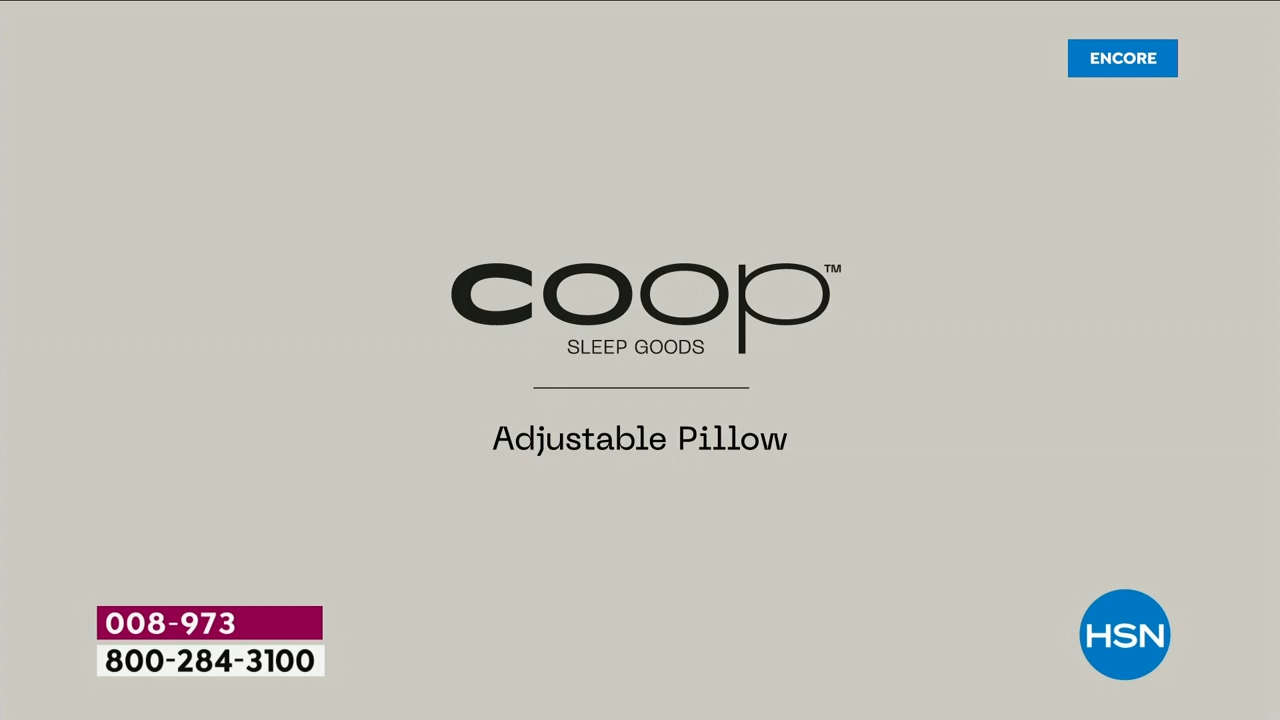 ENCORE
coop™
SLEEP GOODS
Adjustable Pillow
008-973
800-284-3100
HSN